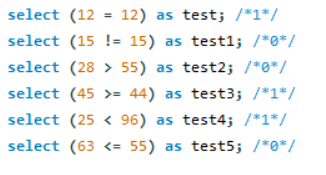 select (12 = 12) as test; /*1*/
select (15 != 15) as test1; /*0*/
select (28 > 55) as test2; /*0*/
select (45 >= 44) as test3; /*1*/
select (25 < 96) as test4; /*1*/
select (63 <= 55) as test5; /*0*/